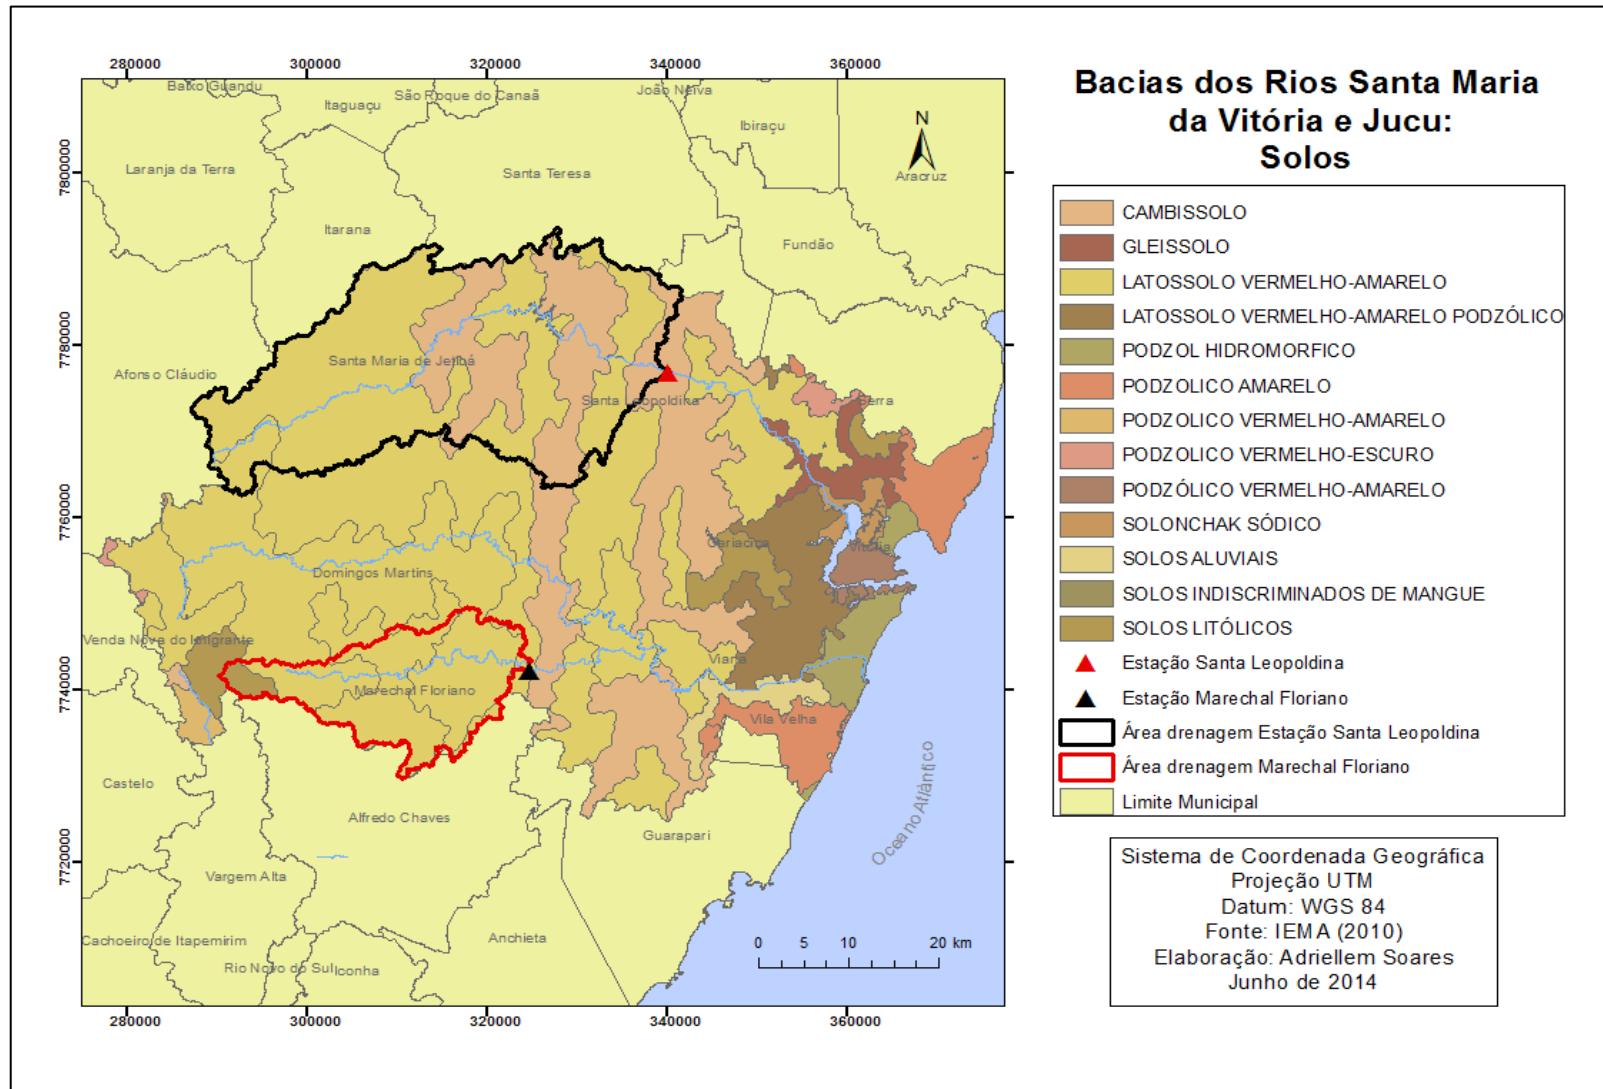 Bacias dos Rios Santa Maria
da Vitória e Jucu:
Solos
280000 300000 320000 340000 360000
7800000
7780000
7760000
7740000
7720000
Baixo Guandu
Itaguaçu
São Roque do Canaã
João Neiva
Ibiraçu
Laranja da Terra
Santa Teresa
Aracruz
N
Itarana
Fundão
Afonso Cláudio
Santa Maria de Jetibá
Santa Leopoldina
Serra
Cariacica
Vitória
Domingos Martins
Venda Nova do Imigrante
Viana
Marechal Floriano
Vila Velha
Castelo
Alfredo Chaves
Guarapari
Oceano Atlântico
Vargem Alta
Cachoeiro de Itapemirim
Anchieta
Rio Novo do Sul
Iconha
0 5 10 20 km
280000 300000 320000 340000 360000
CAMBISSOLO
GLEISSOLO
LATOSSOLO VERMELHO-AMARELO
LATOSSOLO VERMELHO-AMARELO PODZÓLICO
PODZOL HIDROMORFICO
PODZOLICO AMARELO
PODZOLICO VERMELHO-AMARELO
PODZOLICO VERMELHO-ESCURO
PODZÓLICO VERMELHO-AMARELO
SOLONCHAK SÓDICO
SOLOS ALUVIAIS
SOLOS INDISCRIMINADOS DE MANGUE
SOLOS LITÓLICOS
Estação Santa Leopoldina
Estação Marechal Floriano
Área drenagem Estação Santa Leopoldina
Área drenagem Marechal Floriano
Limite Municipal
Sistema de Coordenada Geográfica
Projeção UTM
Datum: WGS 84
Fonte: IEMA (2010)
Elaboração: Adriellem Soares
Junho de 2014